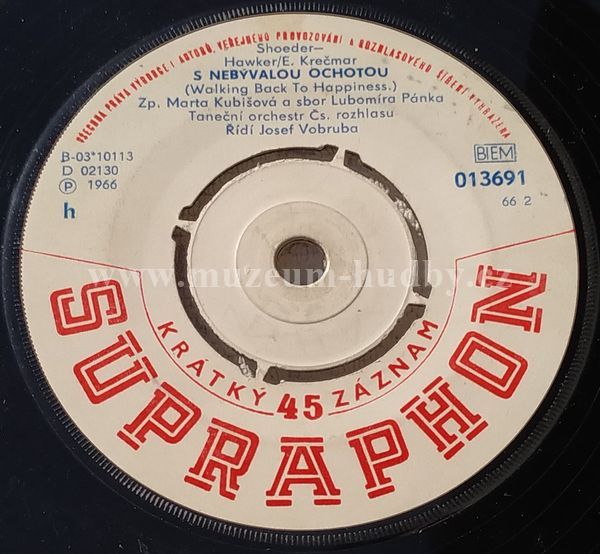 VŠECHNA PRÁVA VÝROBCE I AUTORŮ, VEŘEJNÉHO PROVOZOVÁNÍ A ROZHLASOVÉHO ŠÍŘENÍ VYHRAZENA
Shoeder—
Hawker/E. Krečmar
S NEBÝVALOU OCHOTOU
(Walking Back To Happiness.)
Zp. Marta Kubišová a sbor Lubomíra Pánka
Taneční orchestr Čs. rozhlasu
Řídí Josef Vobruba
B-03*10113
D 02130
Ⓟ 1966
h
BIEM
013691
66 2
www.muzeum-hudby.cz
KRÁTKÝ 45 ZÁZNAM
SUPRAPHON